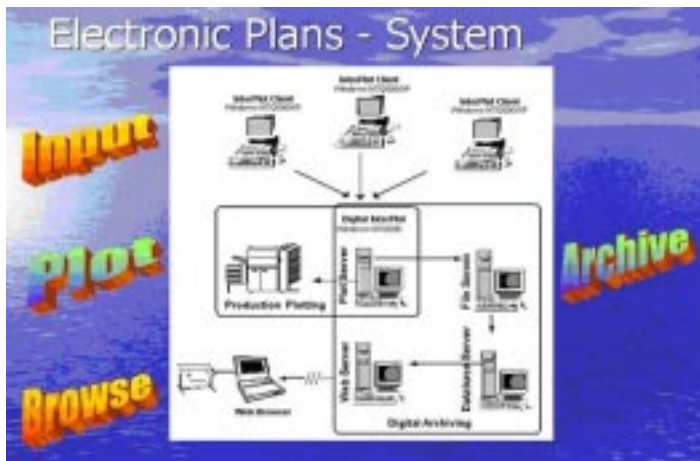 Electronic Plans - System
InterPlot Client
InterPlot Client
InterPlot Client
Input
Digital InterPlot
Plot
Archive
Plot Server
File Server
Production Plotting
Web Server
Database Server
Browse
Web Browser
Digital Archiving